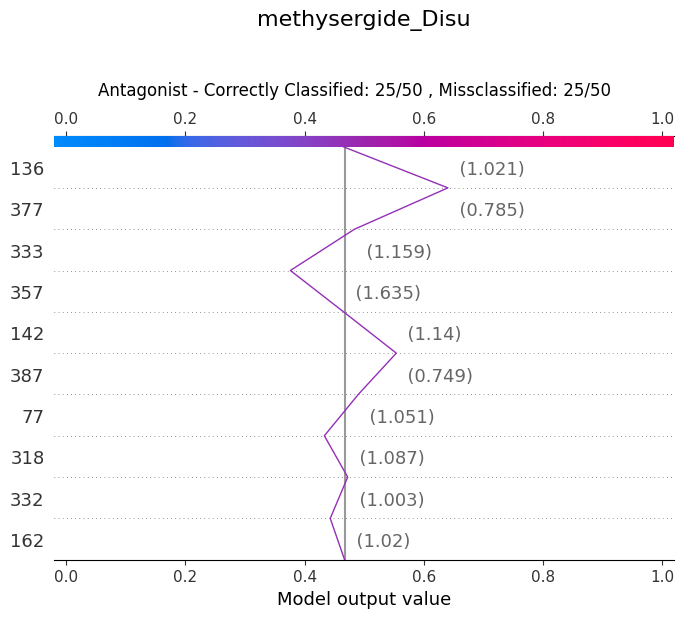 methysergide_Disu
Antagonist - Correctly Classified: 25/50 , Missclassified: 25/50
0.0 0.2 0.4 0.6 0.8 1.0
136 (1.021)
377 (0.785)
333 (1.159)
357 (1.635)
142 (1.14)
387 (0.749)
77 (1.051)
318 (1.087)
332 (1.003)
162 (1.02)
0.0 0.2 0.4 0.6 0.8 1.0
Model output value